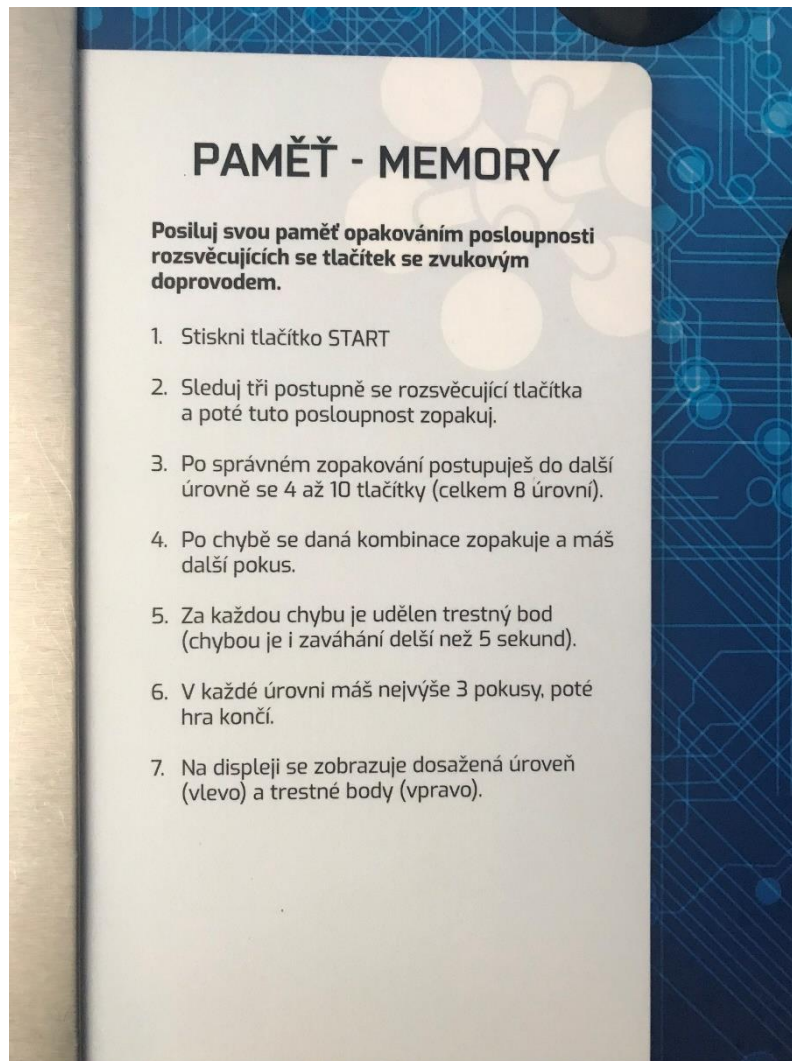 PAMĚŤ - MEMORY
Posiluj svou paměť opakováním posloupnosti
rozsvěcujících se tlačítek se zvukovým
doprovodem.
1. Stiskni tlačítko START
2. Sleduj tři postupně se rozsvěcující tlačítka
a poté tuto posloupnost zopakuj.
3. Po správném zopakování postupuješ do další
úrovně se 4 až 10 tlačítky (celkem 8 úrovní).
4. Po chybě se daná kombinace zopakuje a máš
další pokus.
5. Za každou chybu je udělen trestný bod
(chybou je i zaváhání delší než 5 sekund).
6. V každé úrovni máš nejvýše 3 pokusy, poté
hra končí.
7. Na displeji se zobrazuje dosažená úroveň
(vlevo) a trestné body (vpravo).